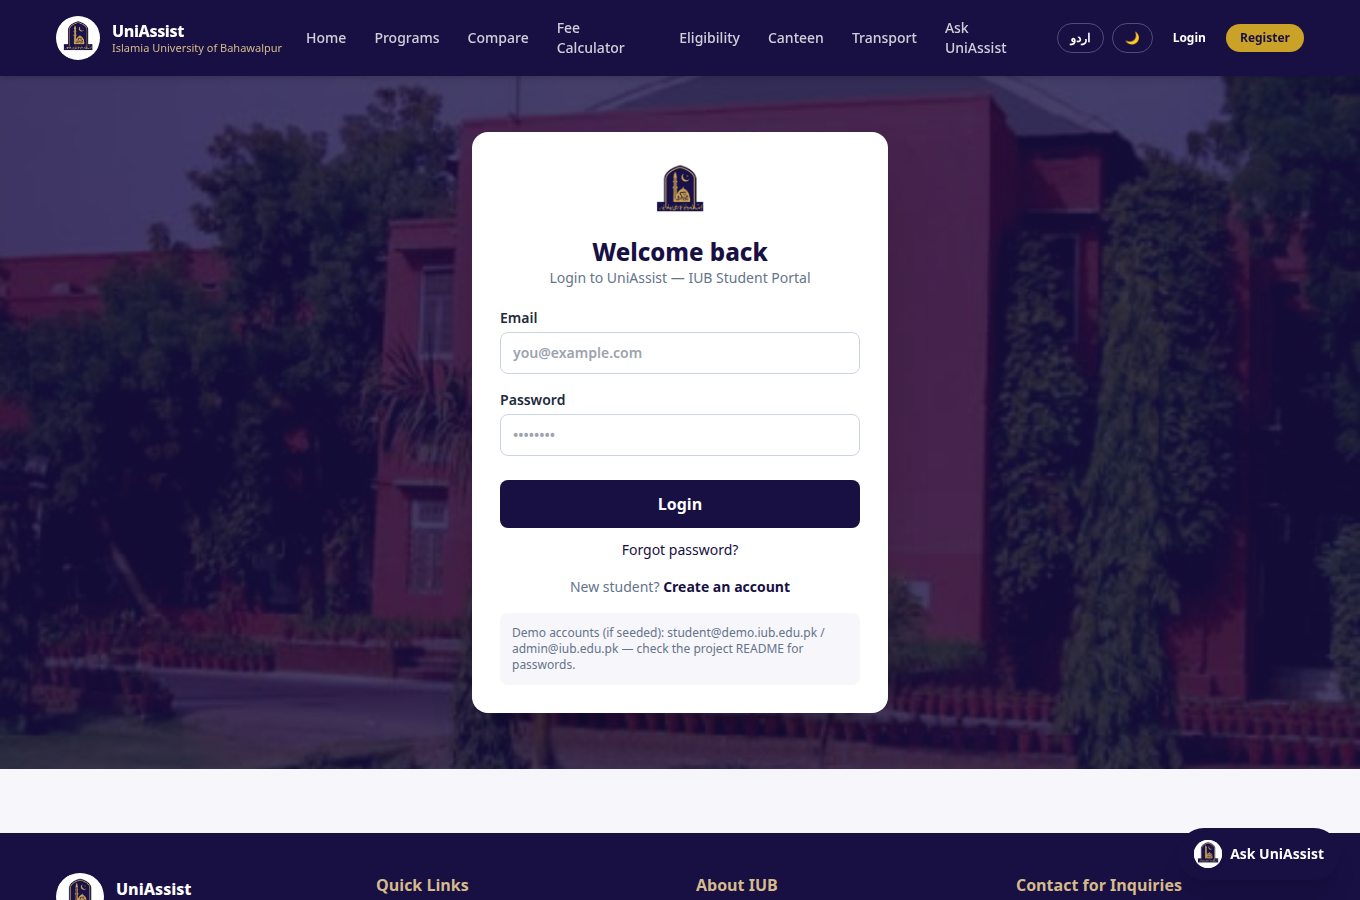 UniAssist
Islamia University of Bahawalpur
Home
Programs
Compare
Fee
Calculator
Eligibility
Canteen
Transport
Ask
UniAssist
اردو
Login
Register
Welcome back
Login to UniAssist — IUB Student Portal
Email
you@example.com
Password
Login
Forgot password?
New student? Create an account
Demo accounts (if seeded): student@demo.iub.edu.pk /
admin@iub.edu.pk — check the project README for
passwords.
Ask UniAssist
UniAssist
Quick Links
About IUB
Contact for Inquiries